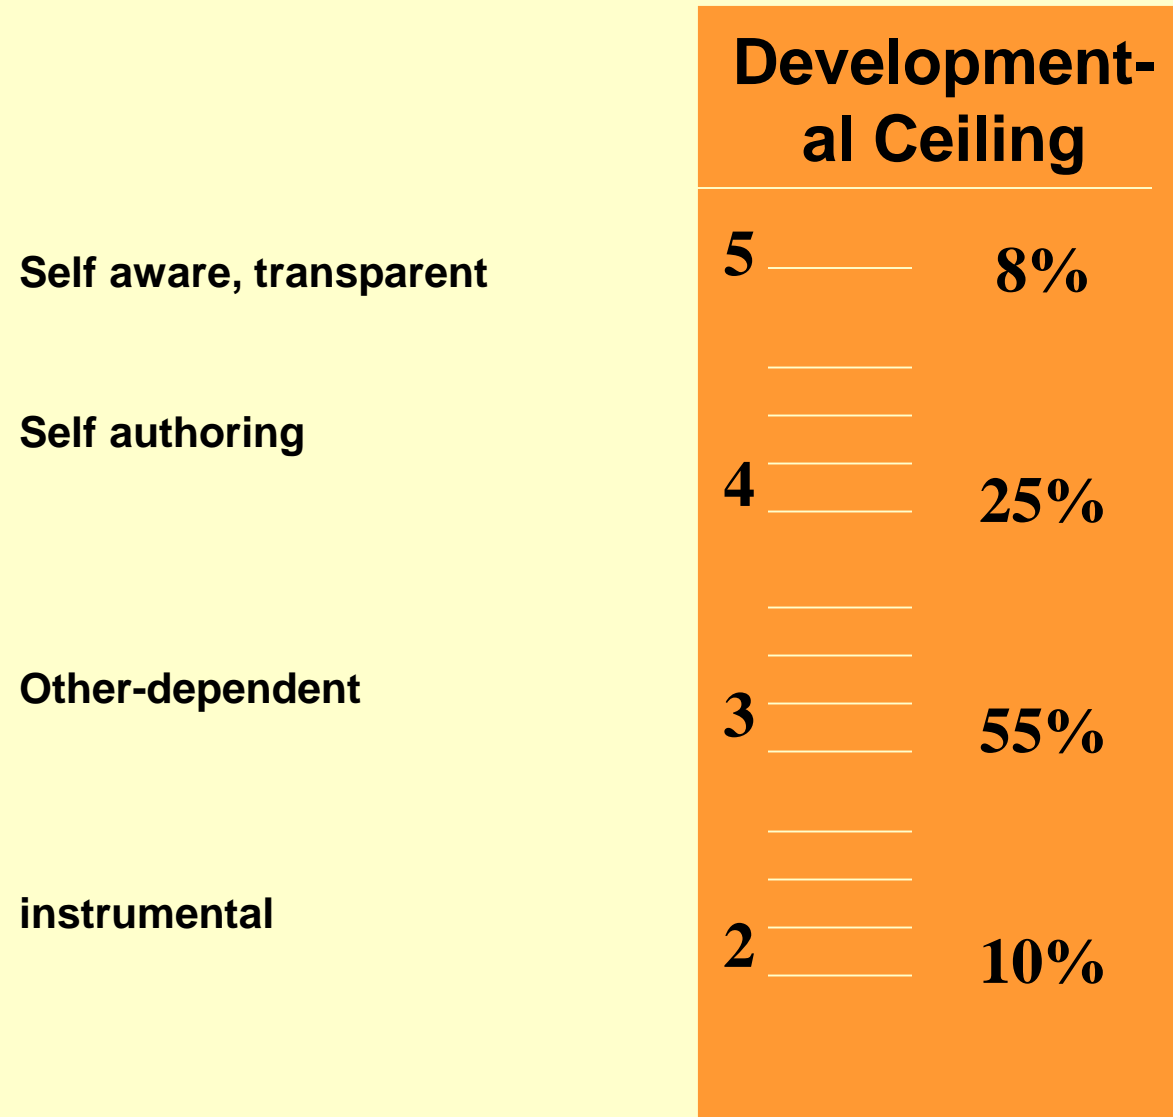 Development-
al Ceiling
Self aware, transparent 5 8%
Self authoring
4 25%
Other-dependent 3 55%
instrumental
2 10%